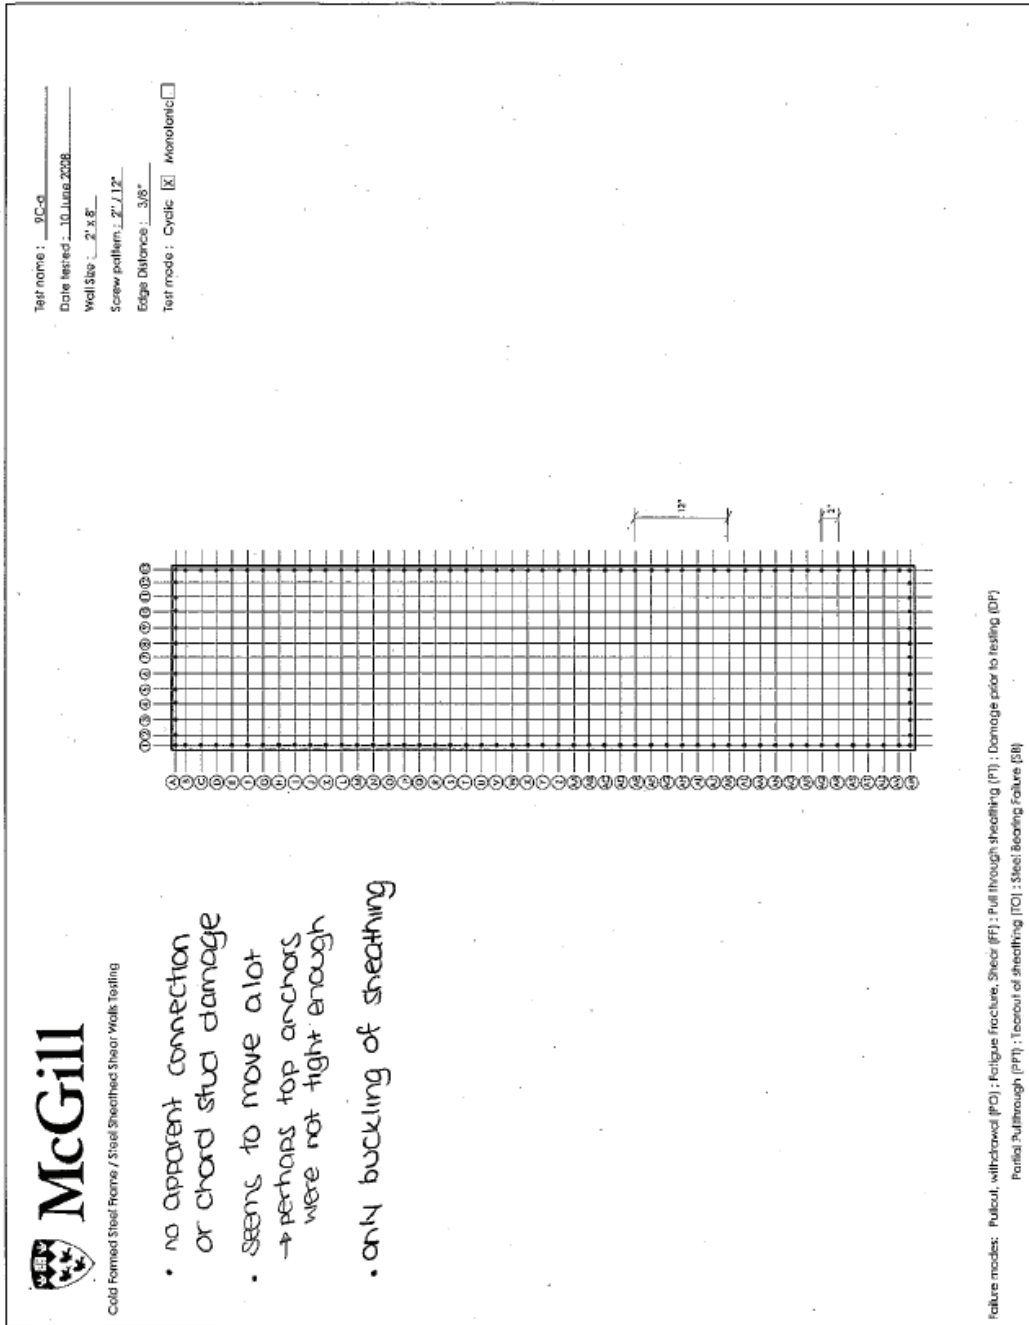 McGill
Cold Formed Steel Frame / Steel Sheathed Shear Walls Testing
Test name : 9C-a
Date tested : 10 June 2008
Wall Size : 2' x 8'
Screw pattern : 2" / 12"
Edge Distance : 3/8"
Test mode : Cyclic X Monotonic
• no apparent connection
or chord stud damage
• seems to move a lot
→ perhaps top anchors
were not tight enough
• only buckling of sheathing
12"
2"
Failure modes: Pullout, withdrawal (PO) ; Fatigue Fracture, Shear (FF) ; Pull through sheathing (PT) ; Damage prior to testing (DP)
Partial Pullthrough (PPT) ; Tearout of sheathing (TO) ; Steel Bearing Failure (SB)